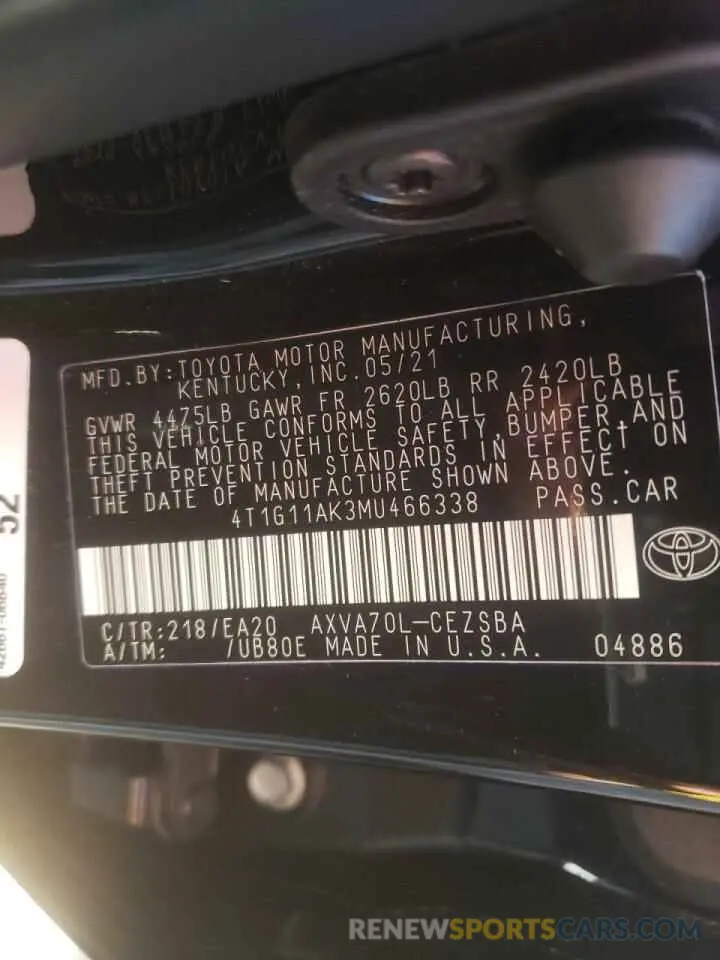 MFD.BY:TOYOTA MOTOR MANUFACTURING,
KENTUCKY,INC.05/21
GVWR 4475LB GAWR FR 2620LB RR 2420LB
THIS VEHICLE CONFORMS TO ALL APPLICABLE
FEDERAL MOTOR VEHICLE SAFETY,BUMPER,AND
THEFT PREVENTION STANDARDS IN EFFECT ON
THE DATE OF MANUFACTURE SHOWN ABOVE.
4T1G11AK3MU466338 PASS.CAR
C/TR:218/EA20 AXVA70L-CEZSBA
A/TM: /UB80E MADE IN U.S.A. 04886
52
RENEWSPORTSCARS.COM